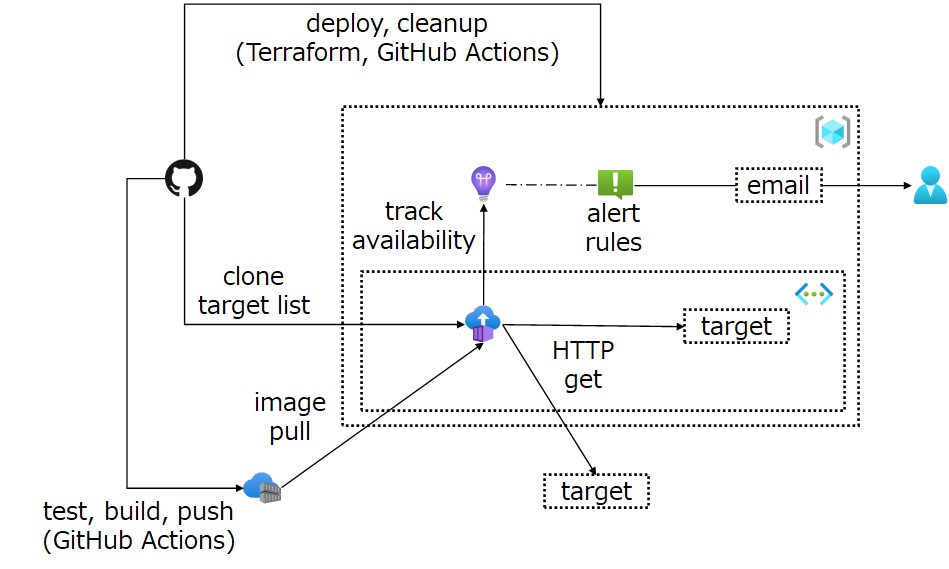 deploy, cleanup
(Terraform, GitHub Actions)
email
track
availability
alert
rules
clone
target list
target
HTTP
get
image
pull
target
test, build, push
(GitHub Actions)